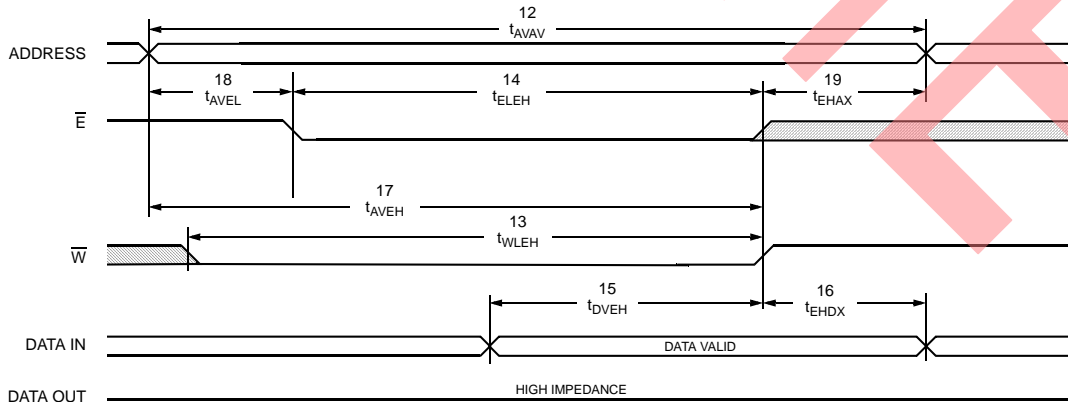 12
tAVAV
ADDRESS
18
tAVEL
14
tELEH
19
tEHAX
E
17
tAVEH
13
tWLEH
W
15
tDVEH
16
tEHDX
DATA IN
DATA VALID
DATA OUT
HIGH IMPEDANCE